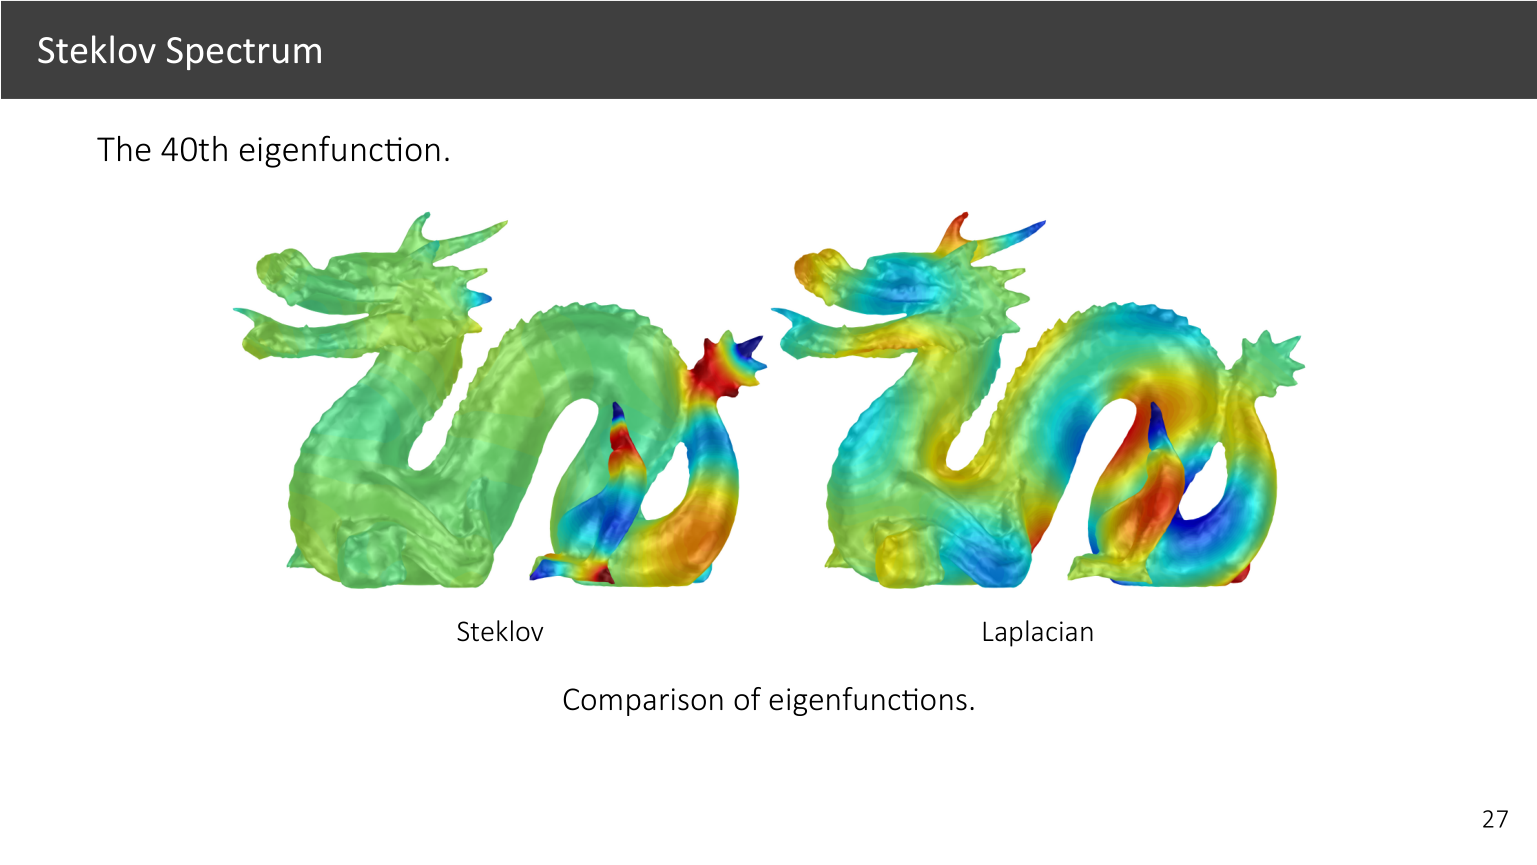 Steklov Spectrum
The 40th eigenfunction.
Steklov
Laplacian
Comparison of eigenfunctions.
27